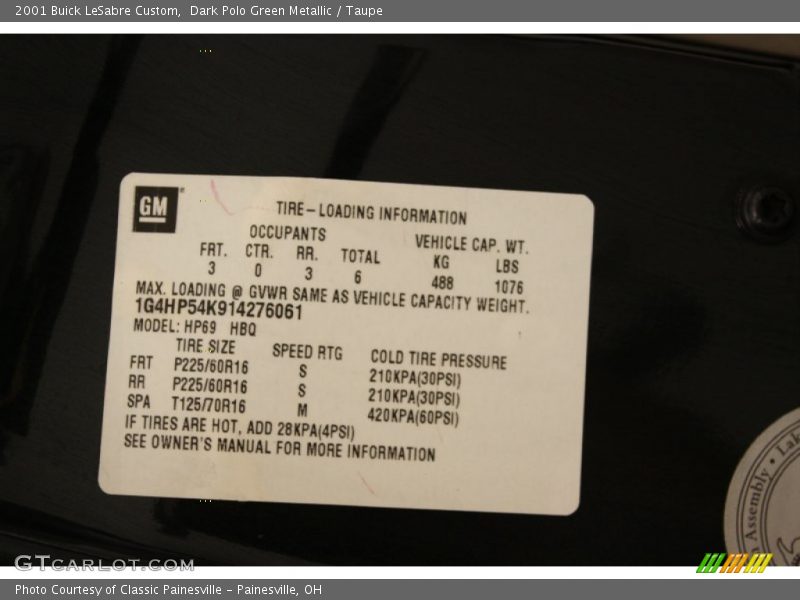 2001 Buick LeSabre Custom,  Dark Polo Green Metallic / Taupe
GM
TIRE-LOADING INFORMATION
OCCUPANTS VEHICLE CAP. WT.
FRT. CTR. RR. TOTAL KG LBS
3 0 3 6 488 1076
MAX. LOADING @ GVWR SAME AS VEHICLE CAPACITY WEIGHT.
1G4HP54K914276061
MODEL: HP69 HBQ
TIRE SIZE SPEED RTG COLD TIRE PRESSURE
FRT P225/60R16 S 210KPA(30PSI)
RR P225/60R16 S 210KPA(30PSI)
SPA T125/70R16 M 420KPA(60PSI)
IF TIRES ARE HOT, ADD 28KPA(4PSI)
SEE OWNER'S MANUAL FOR MORE INFORMATION
Assembly • Lak
GTcarlot.com
Photo Courtesy of Classic Painesville - Painesville, OH